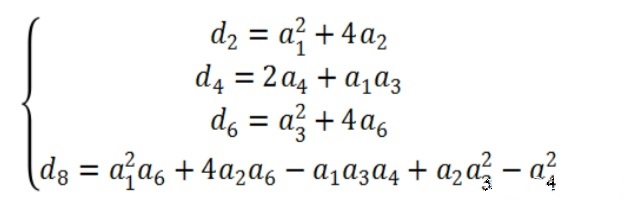 d₂ = a₁² + 4a₂
d₄ = 2a₄ + a₁a₃
d₆ = a₃² + 4a₆
d₈ = a₁²a₆ + 4a₂a₆ − a₁a₃a₄ + a₂a₃² − a₄²